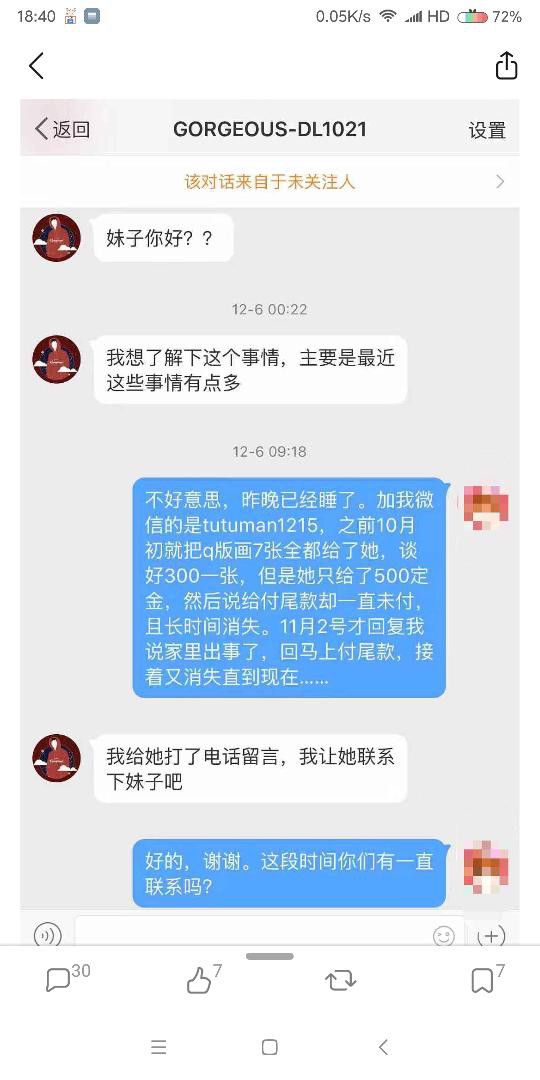 18:40
0.05K/s
HD
72%
返回
GORGEOUS-DL1021
设置
该对话来自于未关注人
妹子你好？？
12-6 00:22
我想了解下这个事情，主要是最近
这些事情有点多
12-6 09:18
不好意思，昨晚已经睡了。加我微
信的是tutuman1215，之前10月
初就把q版画7张全都给了她，谈
好300一张，但是她只给了500定
金，然后说给付尾款却一直未付，
且长时间消失。11月2号才回复我
说家里出事了，回马上付尾款，接
着又消失直到现在……
我给她打了电话留言，我让她联系
下妹子吧
好的，谢谢。这段时间你们有一直
联系吗?
30
7
7